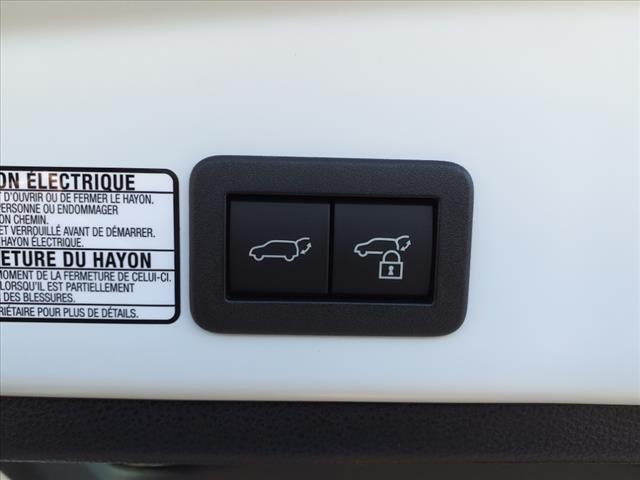 ON ÉLECTRIQUE
D'OUVRIR OU DE FERMER LE HAYON.
PERSONNE OU ENDOMMAGER
ON CHEMIN.
ET VERROUILLÉ AVANT DE DÉMARRER.
HAYON ÉLECTRIQUE.
ETURE DU HAYON
MOMENT DE LA FERMETURE DE CELUI-CI.
LORSQU'IL EST PARTIELLEMENT
DES BLESSURES.
RIÉTAIRE POUR PLUS DE DÉTAILS.